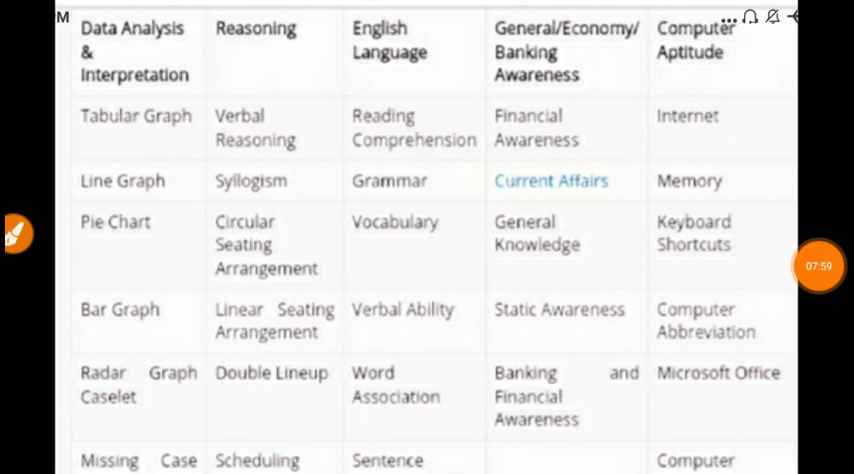 PM
Data Analysis & Interpretation | Reasoning | English Language | General/Economy/ Banking Awareness | Computer Aptitude
Tabular Graph | Verbal Reasoning | Reading Comprehension | Financial Awareness | Internet
Line Graph | Syllogism | Grammar | Current Affairs | Memory
Pie Chart | Circular Seating Arrangement | Vocabulary | General Knowledge | Keyboard Shortcuts
Bar Graph | Linear Seating Arrangement | Verbal Ability | Static Awareness | Computer Abbreviation
Radar Graph Caselet | Double Lineup | Word Association | Banking and Financial Awareness | Microsoft Office
Missing Case | Scheduling | Sentence | | Computer
07:59